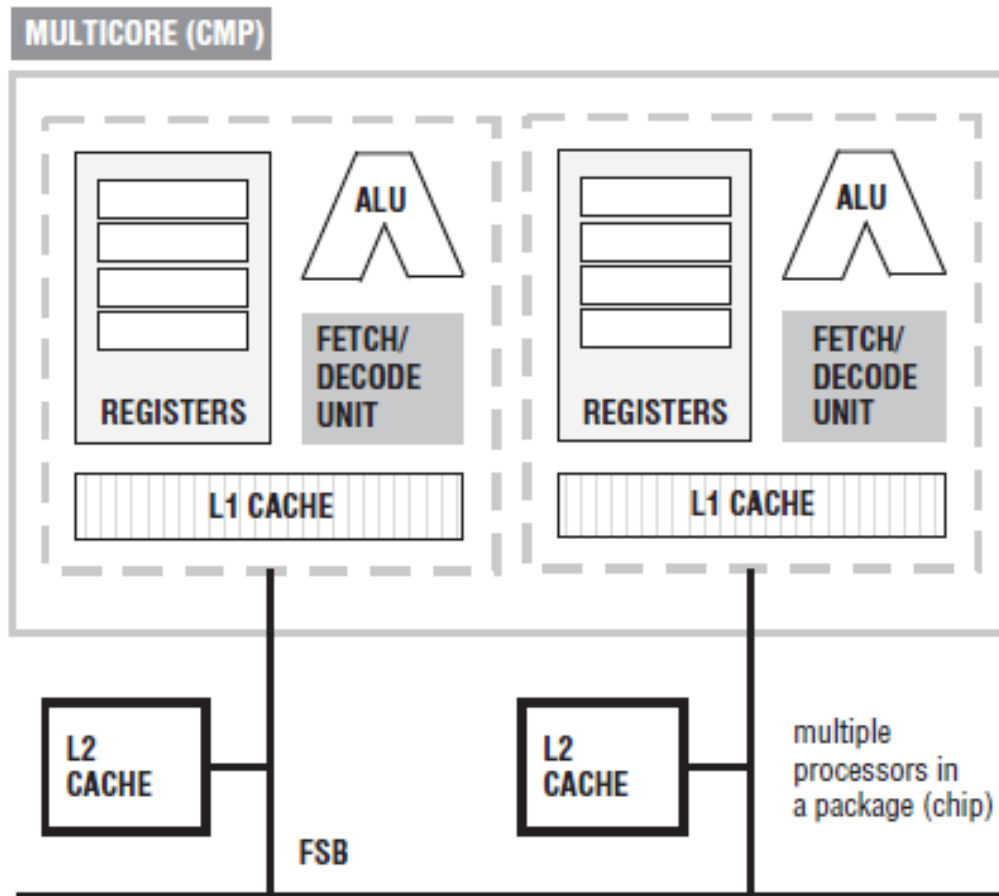 MULTICORE (CMP)
ALU
FETCH/
DECODE
UNIT
REGISTERS
L1 CACHE
ALU
FETCH/
DECODE
UNIT
REGISTERS
L1 CACHE
L2
CACHE
L2
CACHE
multiple
processors in
a package (chip)
FSB